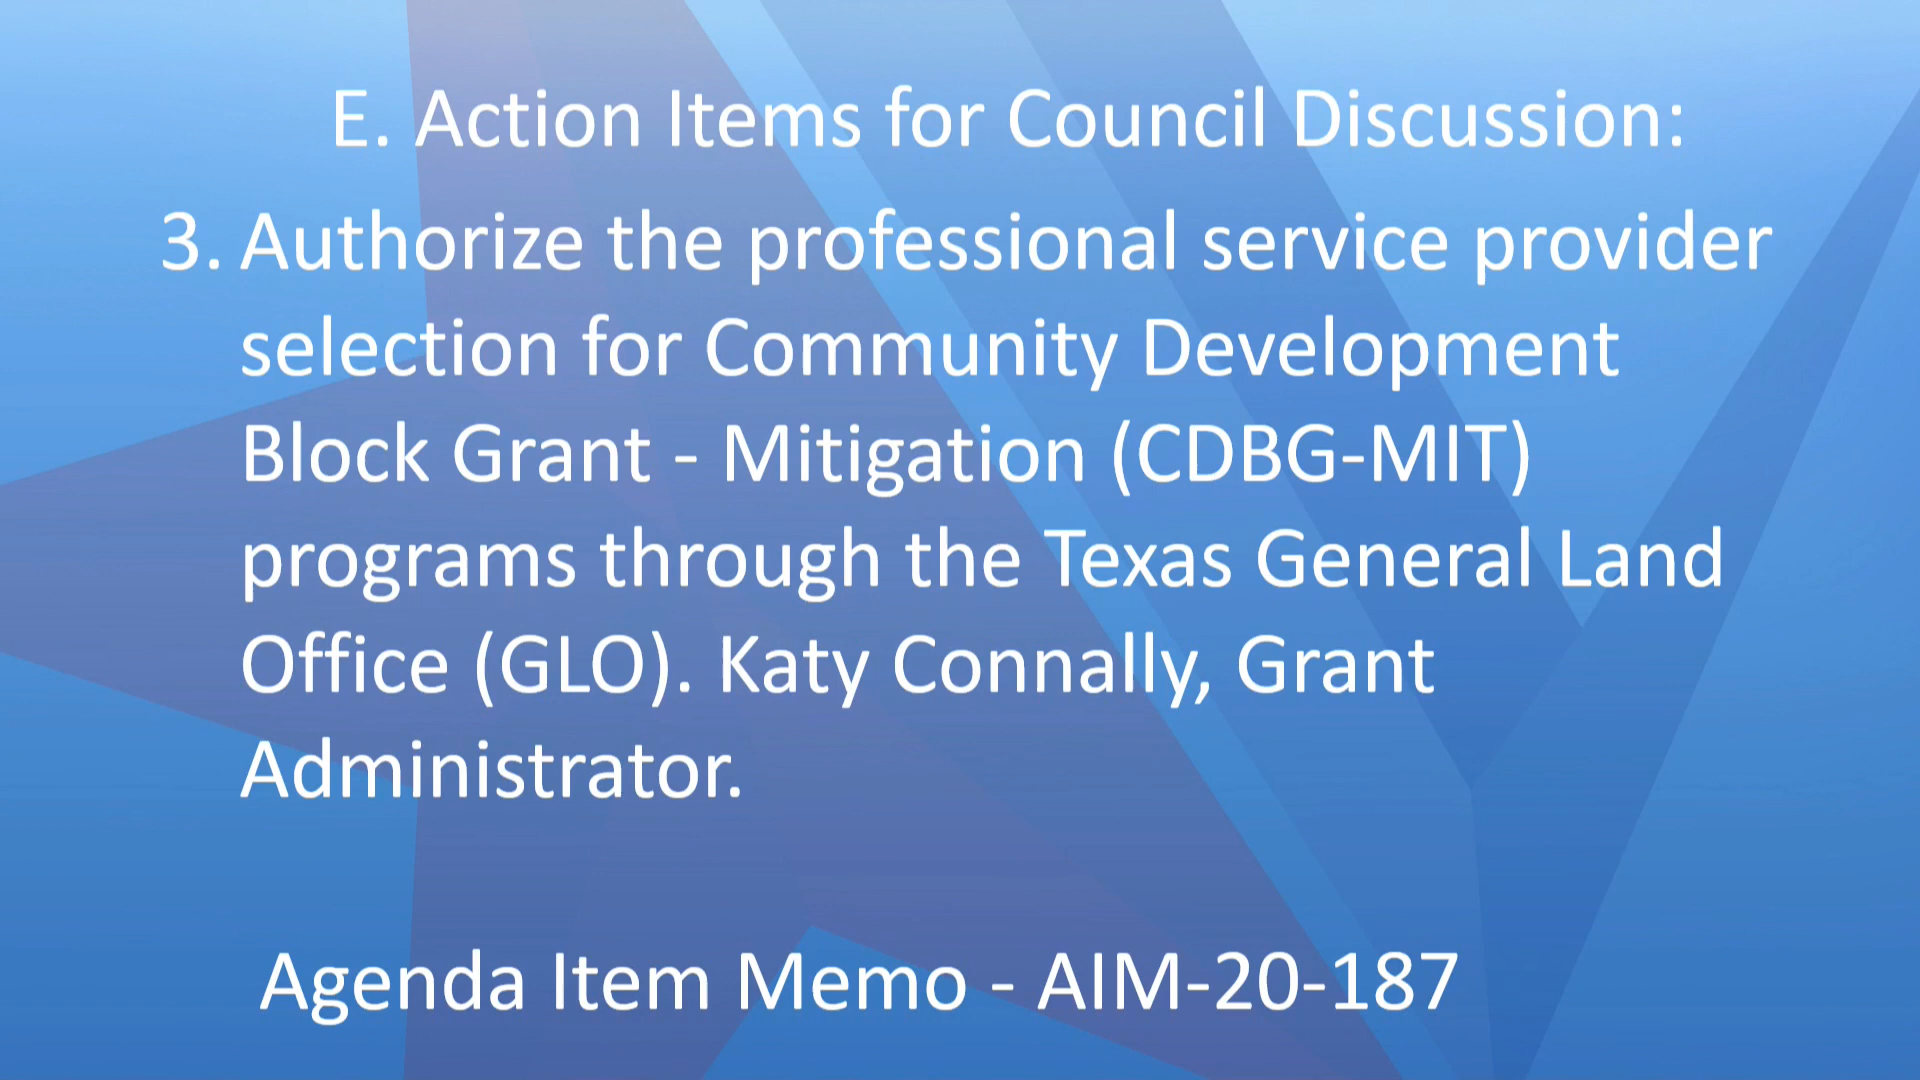 E. Action Items for Council Discussion:
3. Authorize the professional service provider
selection for Community Development
Block Grant - Mitigation (CDBG-MIT)
programs through the Texas General Land
Office (GLO). Katy Connally, Grant
Administrator.
Agenda Item Memo - AIM-20-187